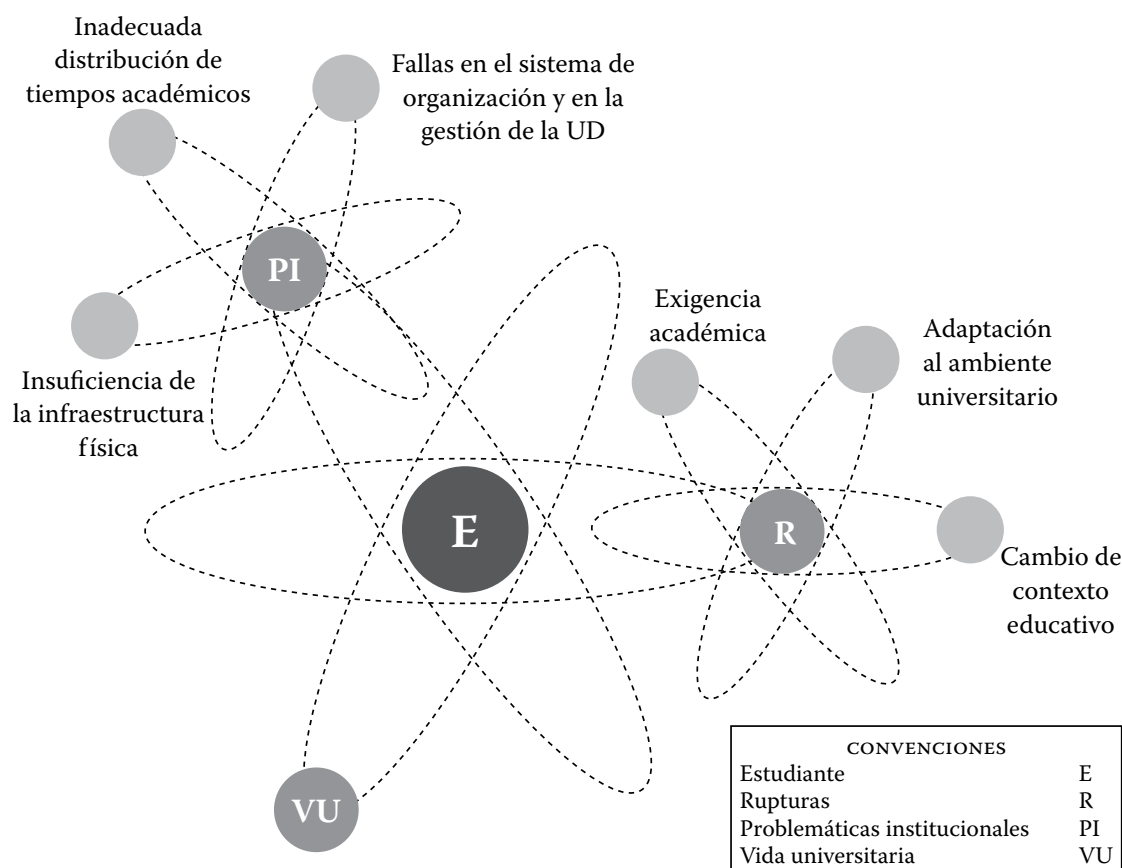 Inadecuada
distribución de
tiempos académicos
Fallas en el sistema de
organización y en la
gestión de la UD
PI
Insuficiencia de
la infraestructura
física
Exigencia
académica
Adaptación
al ambiente
universitario
E
R
Cambio de
contexto
educativo
VU
CONVENCIONES
Estudiante E
Rupturas R
Problemáticas institucionales PI
Vida universitaria VU